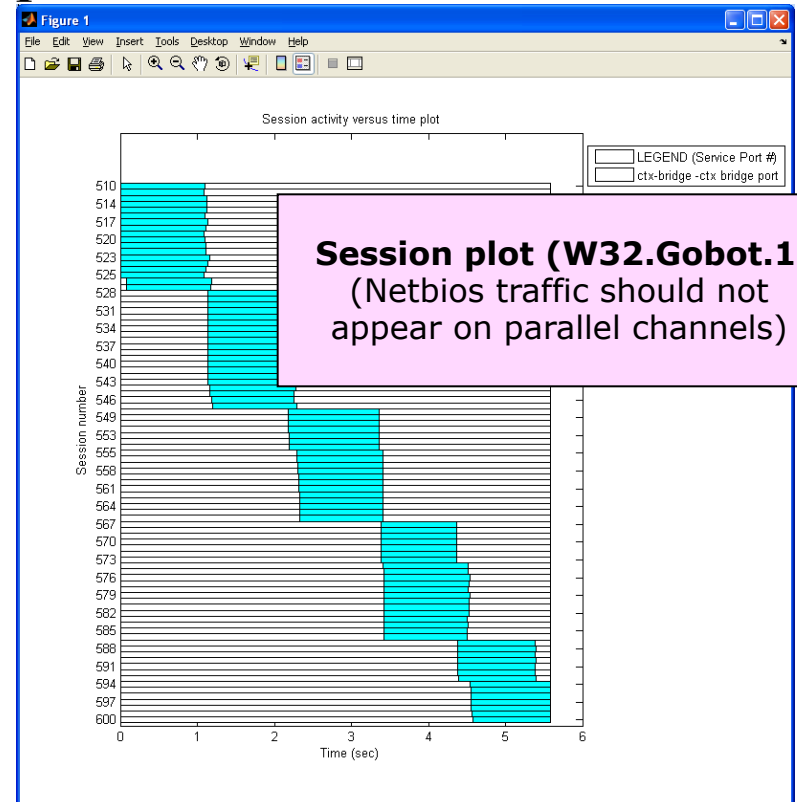 Figure 1
File Edit View Insert Tools Desktop Window Help
Session activity versus time plot
LEGEND (Service Port #)
ctx-bridge -ctx bridge port
Session plot (W32.Gobot.1
(Netbios traffic should not
appear on parallel channels)
Session number
510
514
517
520
523
525
528
531
534
537
540
543
546
549
553
555
558
561
564
567
570
573
576
579
582
585
588
591
594
597
600
0 1 2 3 4 5 6
Time (sec)